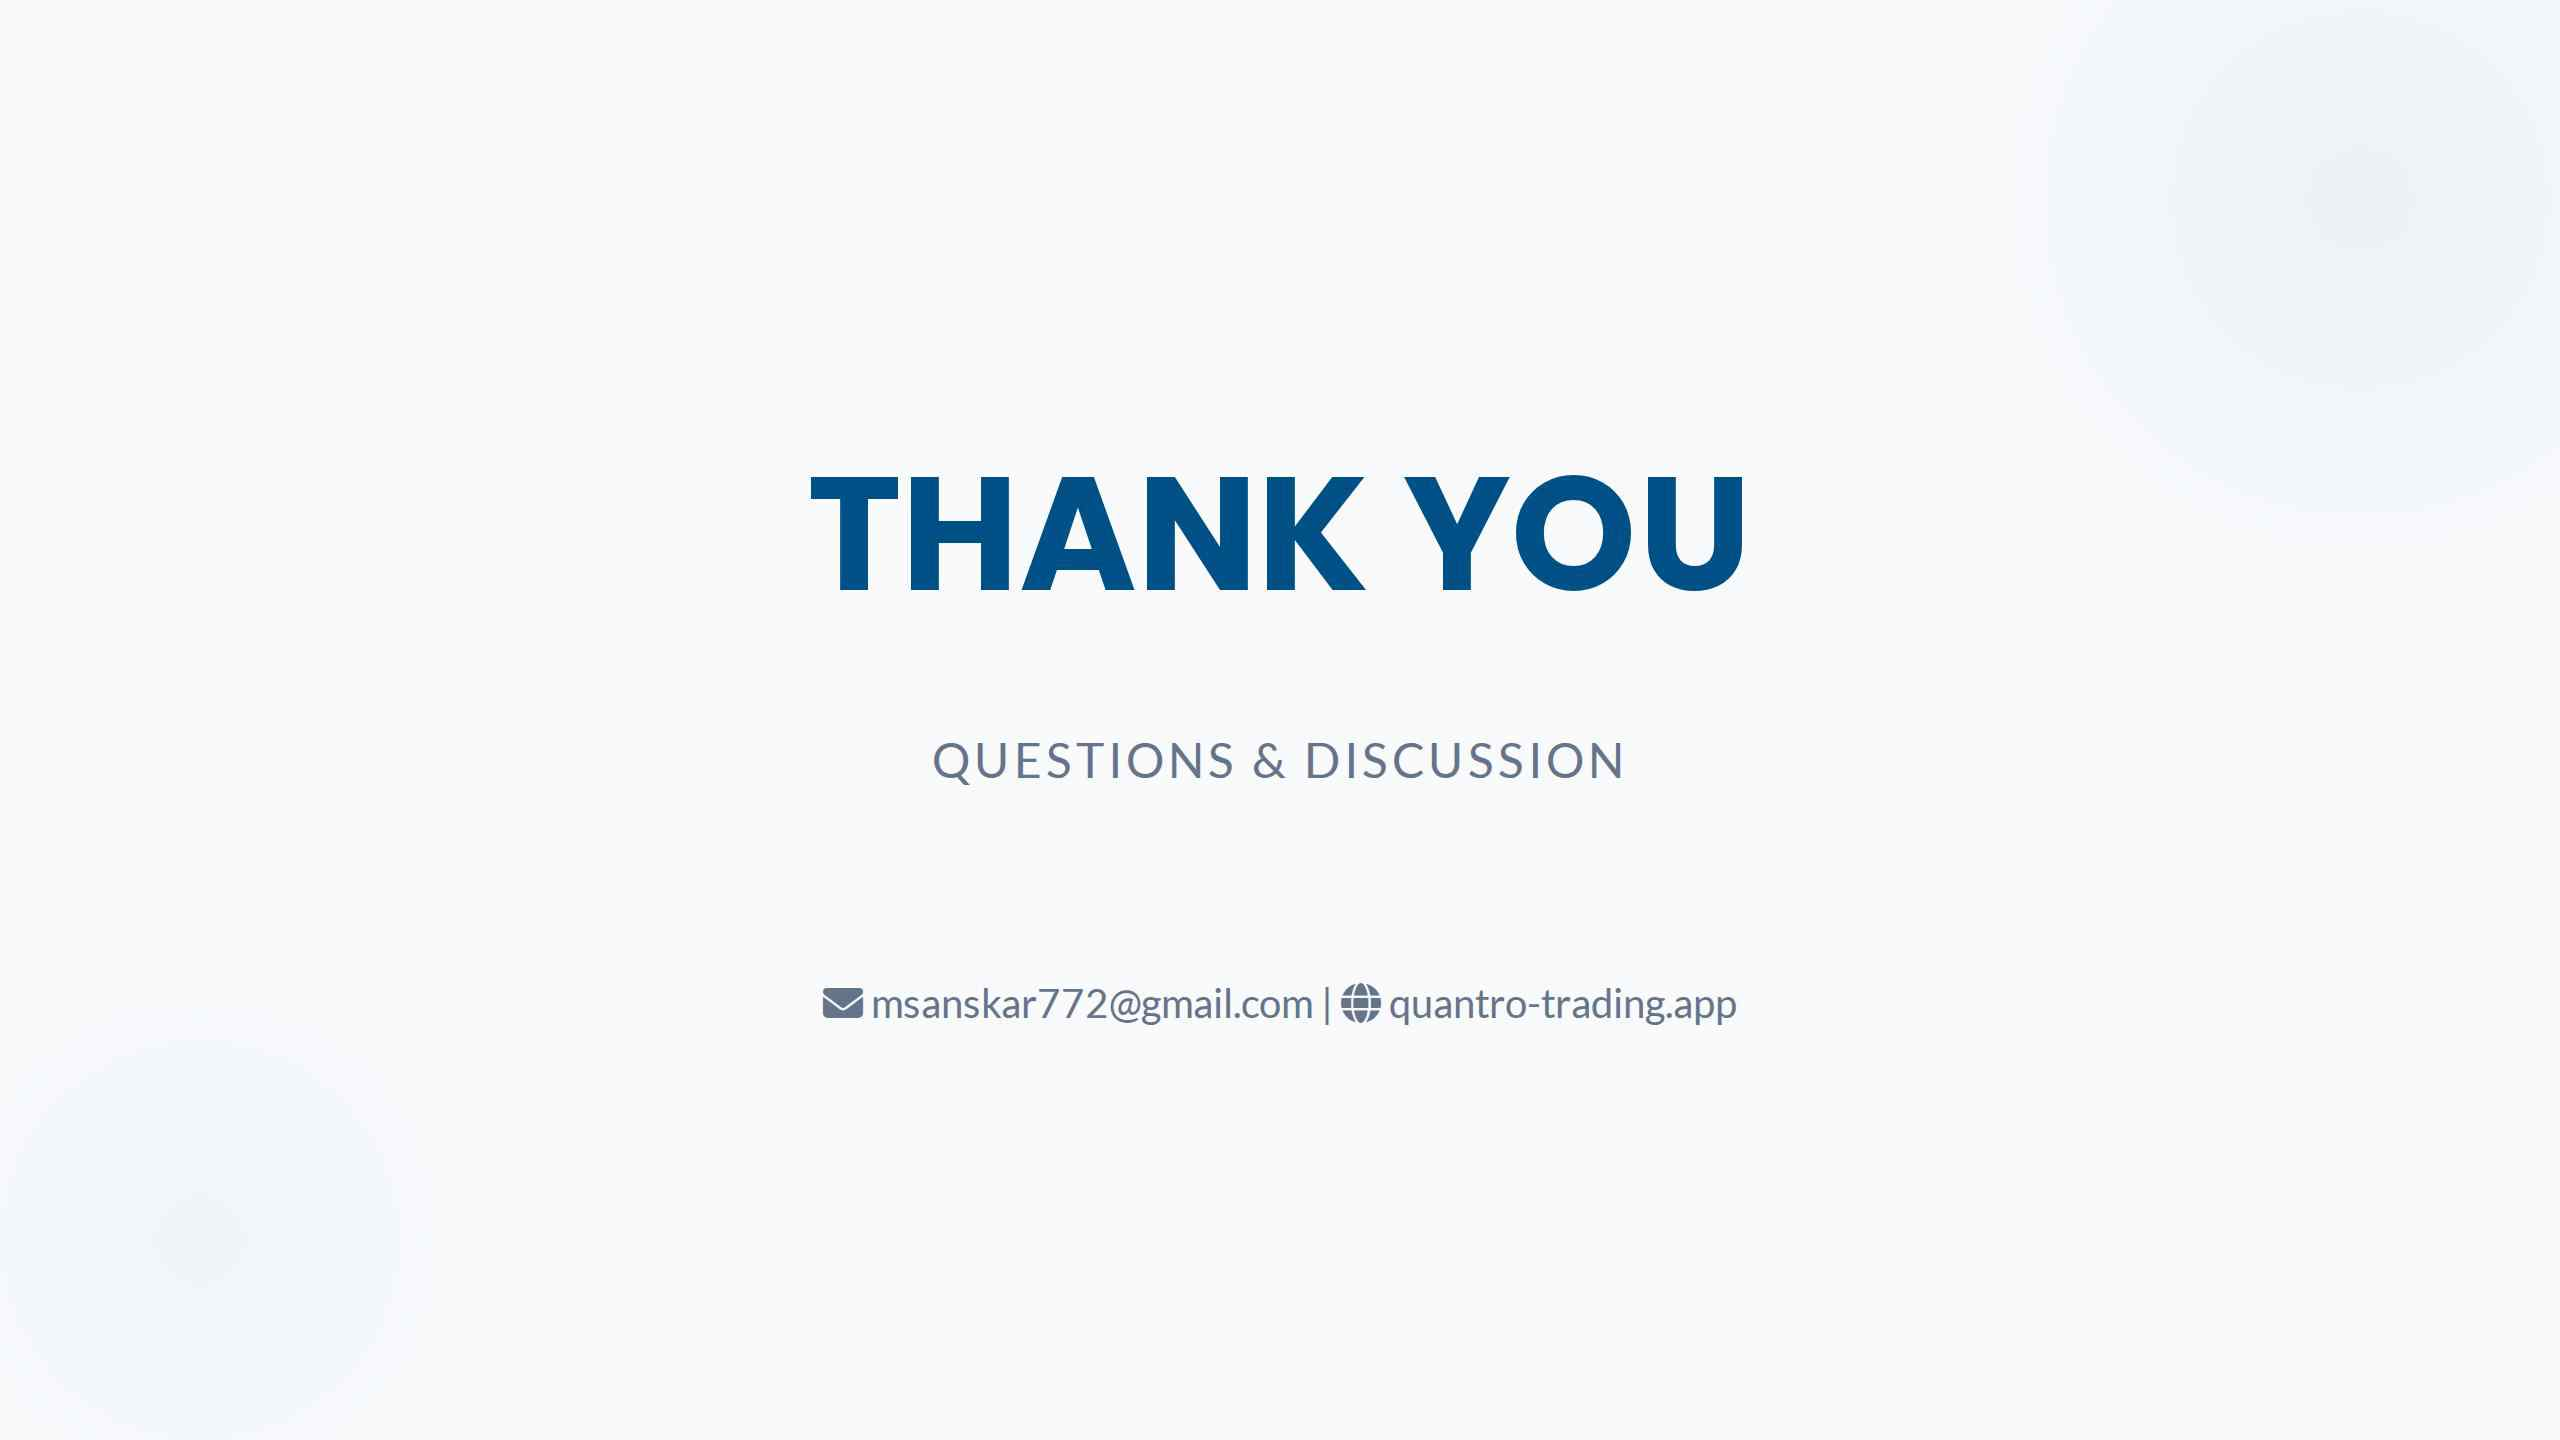 THANK YOU
QUESTIONS & DISCUSSION
msanskar772@gmail.com | quantro-trading.app